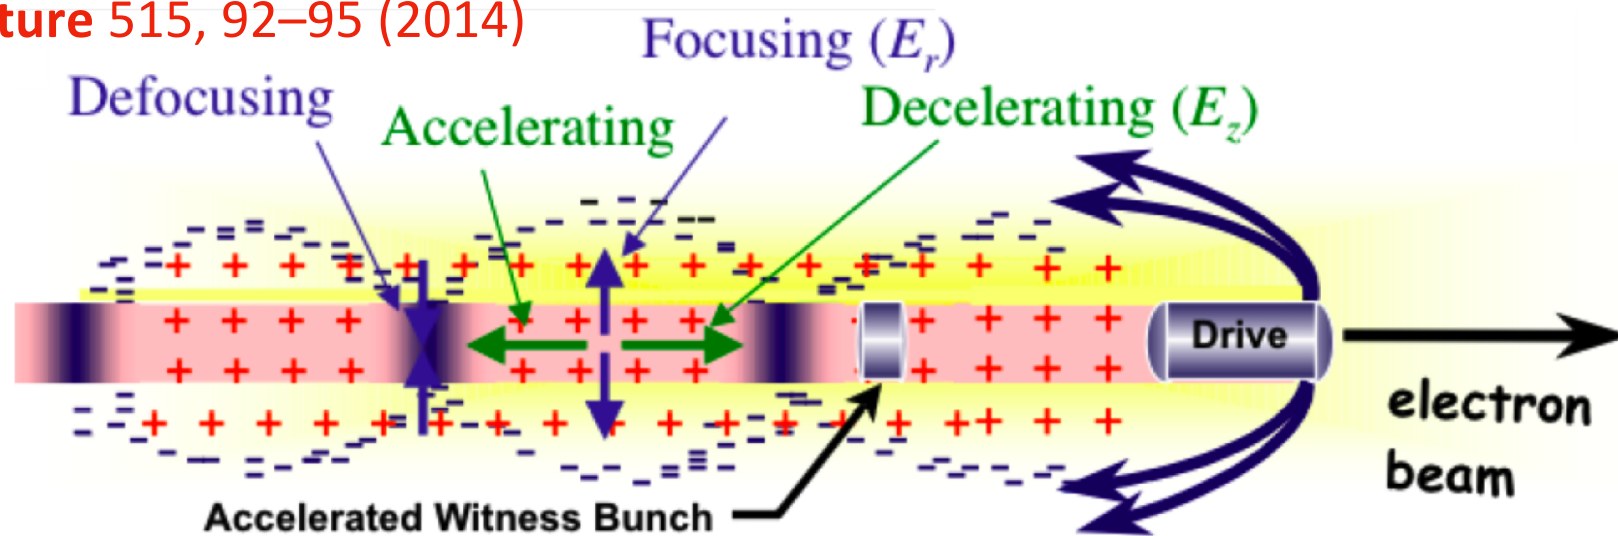 ture 515, 92–95 (2014)
Focusing (E_r)
Defocusing
Accelerating
Decelerating (E_z)
Drive
electron
beam
Accelerated Witness Bunch